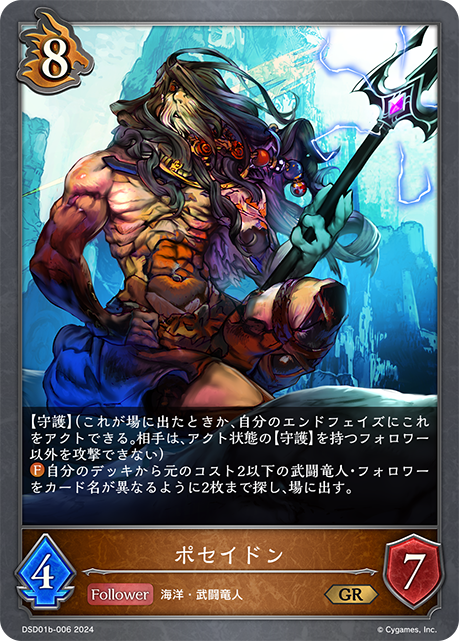 8
【守護】(これが場に出たときか、自分のエンドフェイズにこれ
をアクトできる。相手は、アクト状態の【守護】を持つフォロワー
以外を攻撃できない)
F 自分のデッキから元のコスト2以下の武闘竜人・フォロワー
をカード名が異なるように2枚まで探し、場に出す。
ポセイドン
4
Follower 海洋・武闘竜人 GR
7
DSD01b-006 2024 © Cygames, Inc.